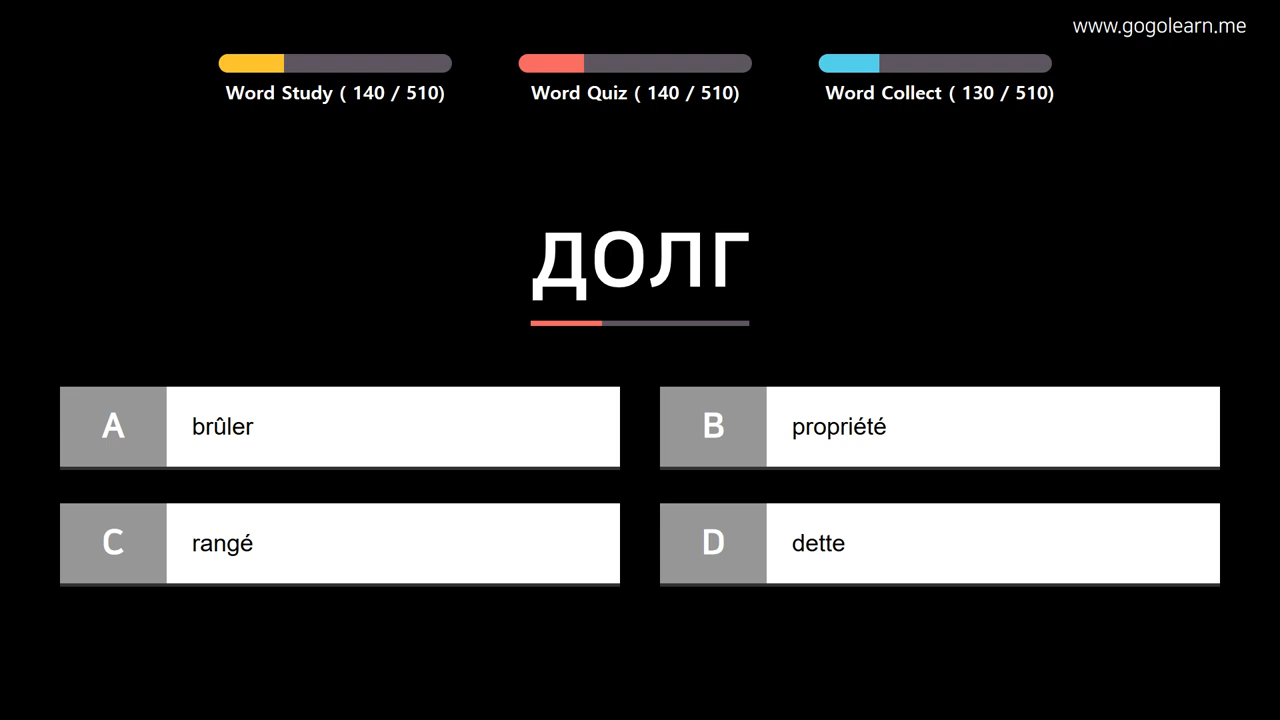 www.gogolearn.me
Word Study ( 140 / 510)
Word Quiz ( 140 / 510)
Word Collect ( 130 / 510)
долг
A brûler
B propriété
C rangé
D dette